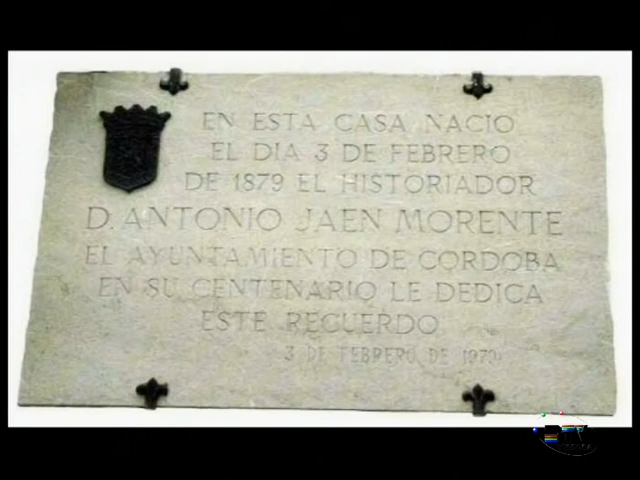 EN ESTA CASA NACIO
EL DIA 3 DE FEBRERO
DE 1879 EL HISTORIADOR
D. ANTONIO JAEN MORENTE
EL AYUNTAMIENTO DE CORDOBA
EN SU CENTENARIO LE DEDICA
ESTE RECUERDO
3 DE FEBRERO DE 1979